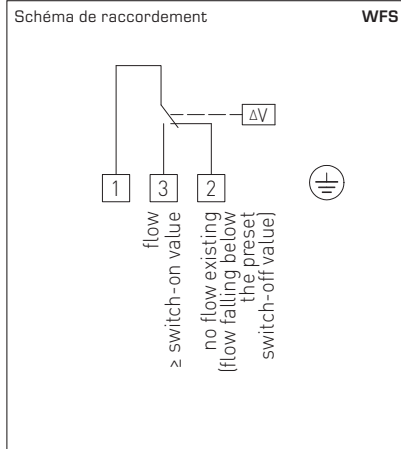 Schéma de raccordement
WFS
ΔV
1
3
2
flow
≥ switch-on value
no flow existing
(flow falling below
the preset
switch-off value)